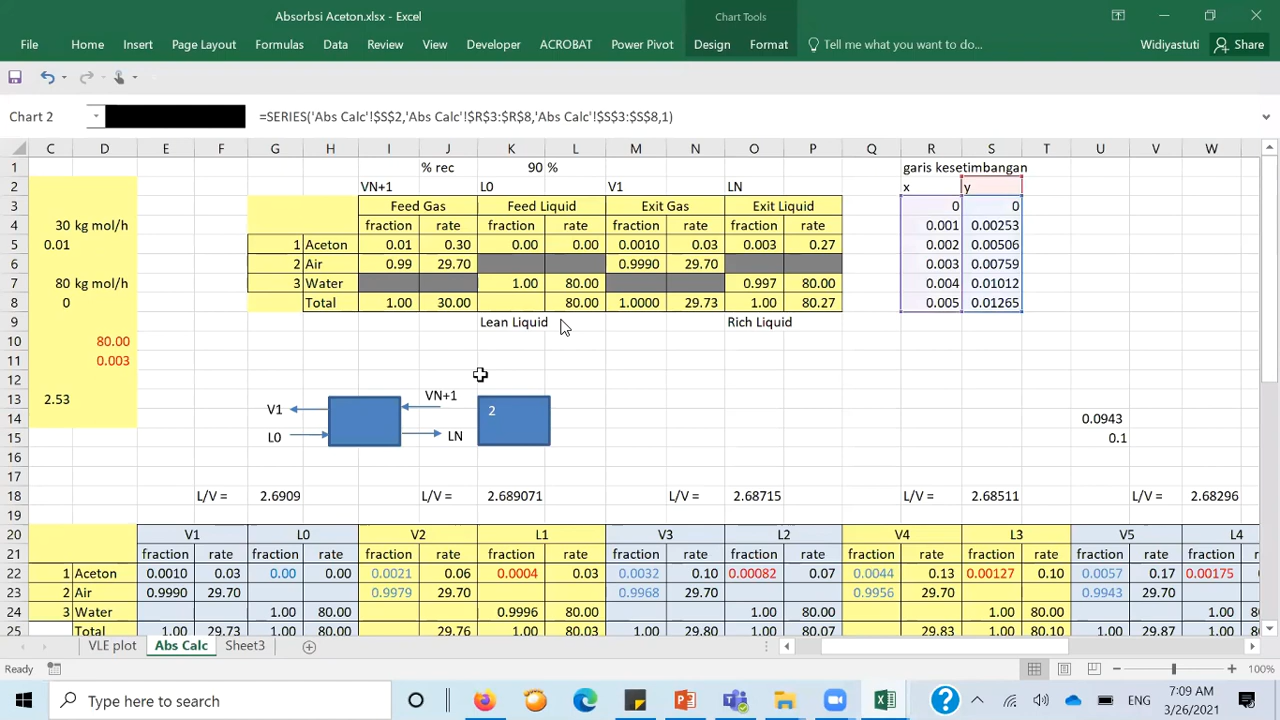 Absorbsi Aceton.xlsx - Excel
Chart Tools
File Home Insert Page Layout Formulas Data Review View Developer ACROBAT Power Pivot Design Format Tell me what you want to do... Widiyastuti Share
Chart 2 =SERIES('Abs Calc'!$S$2,'Abs Calc'!$R$3:$R$8,'Abs Calc'!$S$3:$S$8,1)
C D E F G H I J K L M N O P Q R S T U V W
1 % rec 90 % garis kesetimbangan
2 VN+1 L0 V1 LN x y
3 Feed Gas Feed Liquid Exit Gas Exit Liquid 0 0
4 30 kg mol/h fraction rate fraction rate fraction rate fraction rate 0.001 0.00253
5 0.01 1 Aceton 0.01 0.30 0.00 0.00 0.0010 0.03 0.003 0.27 0.002 0.00506
6 2 Air 0.99 29.70 0.9990 29.70 0.003 0.00759
7 80 kg mol/h 3 Water 1.00 80.00 0.997 80.00 0.004 0.01012
8 0 Total 1.00 30.00 80.00 1.0000 29.73 1.00 80.27 0.005 0.01265
9 Lean Liquid Rich Liquid
10 80.00
11 0.003
12
13 2.53 VN+1
2
14 V1 0.0943
15 L0 LN 0.1
16
17
18 L/V = 2.6909 L/V = 2.689071 L/V = 2.68715 L/V = 2.68511 L/V = 2.68296
19
20 V1 L0 V2 L1 V3 L2 V4 L3 V5 L4
21 fraction rate fraction rate fraction rate fraction rate fraction rate fraction rate fraction rate fraction rate fraction rate fraction
22 1 Aceton 0.0010 0.03 0.00 0.00 0.0021 0.06 0.0004 0.03 0.0032 0.10 0.00082 0.07 0.0044 0.13 0.00127 0.10 0.0057 0.17 0.00175
23 2 Air 0.9990 29.70 0.9979 29.70 0.9968 29.70 0.9956 29.70 0.9943 29.70
24 3 Water 1.00 80.00 0.9996 80.00 1.00 80.00 1.00 80.00 1.00
25 Total 1.00 29.73 1.00 80.00 29.76 1.00 80.03 1.00 29.80 1.00 80.07 29.83 1.00 80.10 1.00 29.87 1.00
VLE plot Abs Calc Sheet3
Ready 100%
Type here to search ENG 7:09 AM
3/26/2021